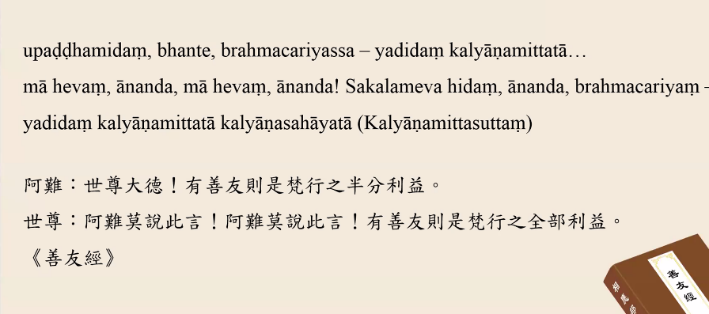 upaḍḍhamidaṃ, bhante, brahmacariyassa – yadidaṃ kalyāṇamittatā…
mā hevaṃ, ānanda, mā hevaṃ, ānanda! Sakalameva hidaṃ, ānanda, brahmacariyaṃ -
yadidaṃ kalyāṇamittatā kalyāṇasahāyatā (Kalyāṇamittasuttaṃ)
阿難：世尊大德！有善友則是梵行之半分利益。
世尊：阿難莫說此言！阿難莫說此言！有善友則是梵行之全部利益。
《善友經》
善友經